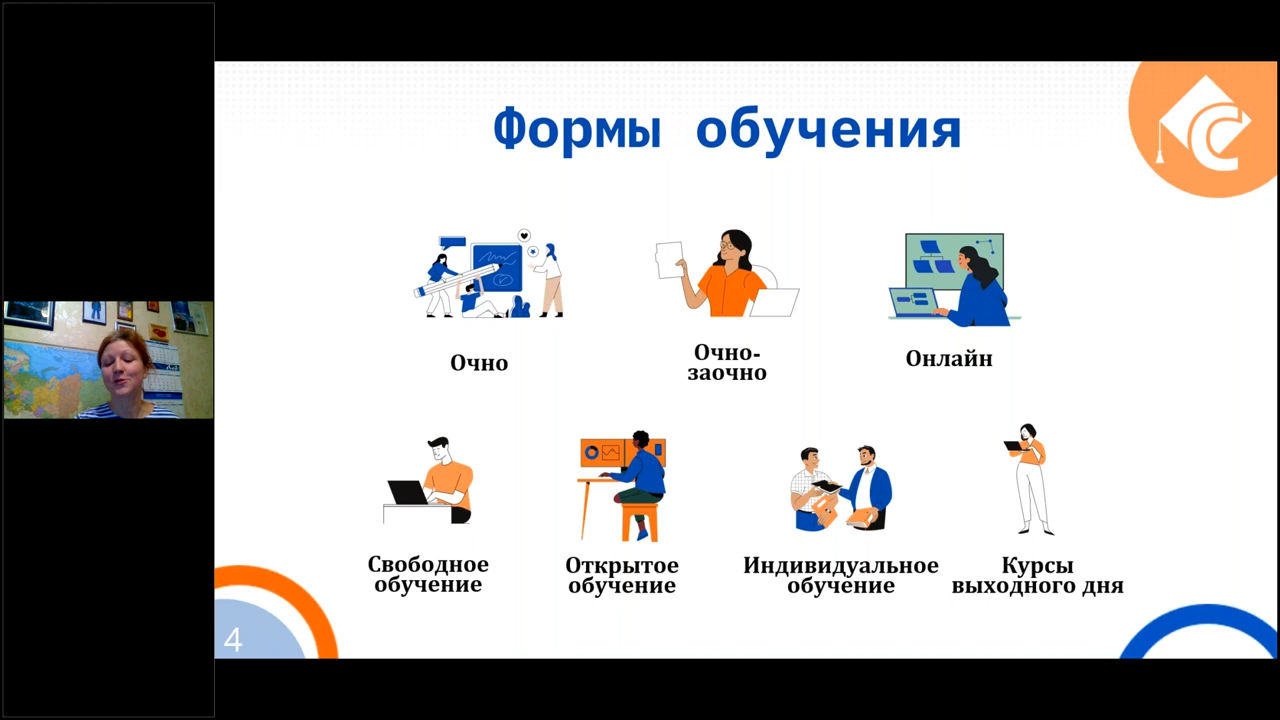 Формы обучения
Очно
Очно-
заочно
Онлайн
Свободное
обучение
Открытое
обучение
Индивидуальное
обучение
Курсы
выходного дня
4